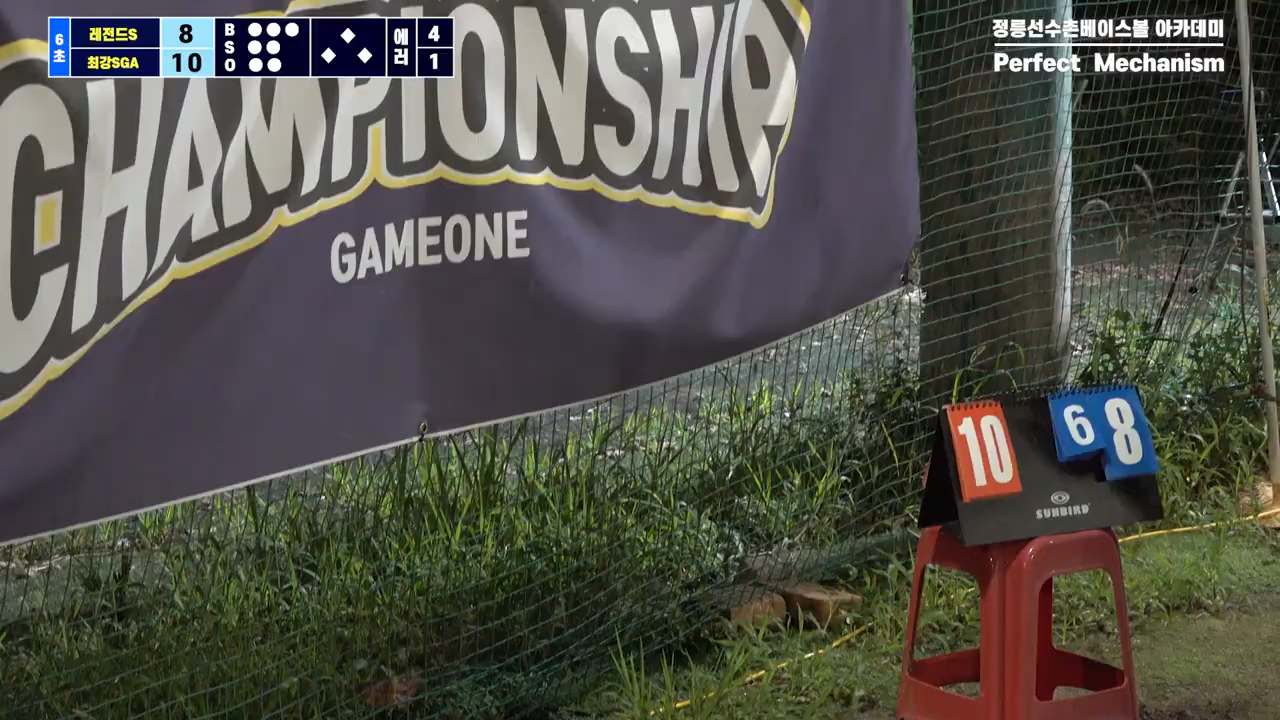 6초
레전드S 8
최강SGA 10
B
S
O
에러
4
1
정릉선수촌베이스볼 아카데미
Perfect Mechanism
CHAMPIONSHIP
GAMEONE
10
6
8
SUNBIRD